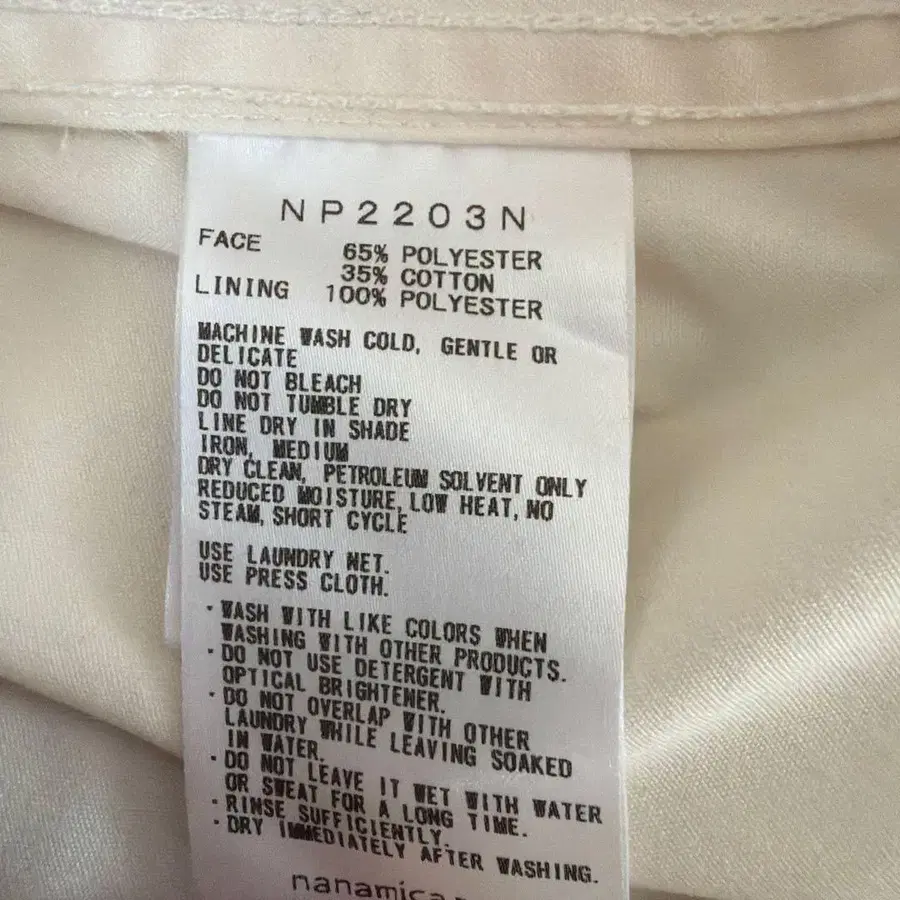 NP2203N
FACE 65% POLYESTER
35% COTTON
LINING 100% POLYESTER
MACHINE WASH COLD, GENTLE OR
DELICATE
DO NOT BLEACH
DO NOT TUMBLE DRY
LINE DRY IN SHADE
IRON, MEDIUM
DRY CLEAN, PETROLEUM SOLVENT ONLY
REDUCED MOISTURE, LOW HEAT, NO
STEAM, SHORT CYCLE
USE LAUNDRY NET.
USE PRESS CLOTH.
・WASH WITH LIKE COLORS WHEN
WASHING WITH OTHER PRODUCTS.
・DO NOT USE DETERGENT WITH
OPTICAL BRIGHTENER.
・DO NOT OVERLAP WITH OTHER
LAUNDRY WHILE LEAVING SOAKED
IN WATER.
・DO NOT LEAVE IT WET WITH WATER
OR SWEAT FOR A LONG TIME.
・RINSE SUFFICIENTLY.
・DRY IMMEDIATELY AFTER WASHING.
nanamica